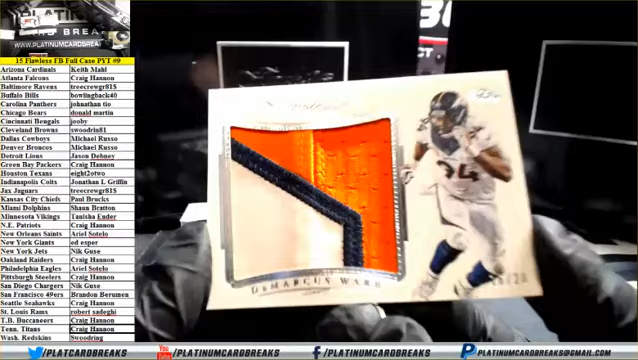 WWW.PLATINUMCARDBREAKS.COM
15 Flawless FB Full Case PYT #9
Arizona Cardinals Keith Mahl
Atlanta Falcons Craig Hannon
Baltimore Ravens treecrewgr81$
Buffalo Bills bowlingback40
Carolina Panthers johnathan tio
Chicago Bears donald martin
Cincinnati Bengals jooby
Cleveland Browns swoodrin81
Dallas Cowboys Michael Russo
Denver Broncos Michael Russo
Detroit Lions Jason Debney
Green Bay Packers Craig Hannon
Houston Texans eight2otwo
Indianapolis Colts Jonathan L Griffin
Jax Jaguars treecrewgr81$
Kansas City Chiefs Paul Brucks
Miami Dolphins Shaun Bratton
Minnesota Vikings Tanisha Ender
N.E. Patriots Craig Hannon
New Orleans Saints Ariel Sotelo
New York Giants ed esper
New York Jets Nik Guse
Oakland Raiders Craig Hannon
Philadelphia Eagles Ariel Sotelo
Pittsburgh Steelers Craig Hannon
San Diego Chargers Nik Guse
San Francisco 49ers Brandon Berumen
Seattle Seahawks Craig Hannon
St. Louis Rams robert sadeghi
T.B. Buccaneers Craig Hannon
Tenn. Titans Craig Hannon
Wash. Redskins Swoodring
DeMARCUS WARE
/PLATCARDBREAKS
/PLATINUMCARDBREAKS
/PLATINUMCARDBREAKS
PLATINUMCARDBREAKS@GMAIL.COM